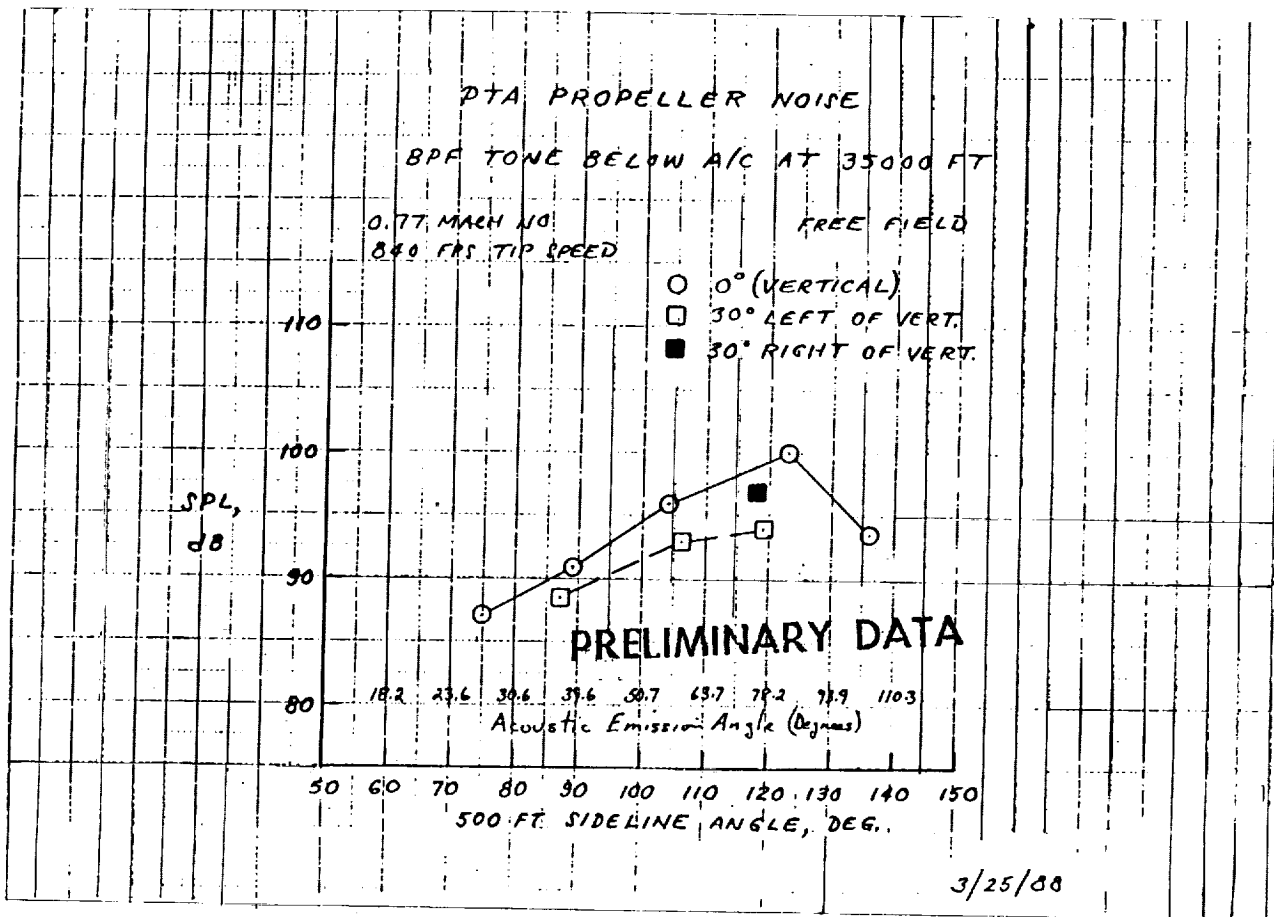 PTA PROPELLER NOISE
BPF TONE BELOW A/C AT 35000 FT
0.77 MACH NO
840 FPS TIP SPEED
FREE FIELD
0° (VERTICAL)
30° LEFT OF VERT.
30° RIGHT OF VERT.
110
100
SPL,
dB
90
PRELIMINARY DATA
80
18.2 23.6 30.6 39.6 50.7 63.7 78.2 93.9 110.3
Acoustic Emission Angle (Degrees)
50 60 70 80 90 100 110 120 130 140 150
500 FT SIDELINE ANGLE, DEG.
3/25/88